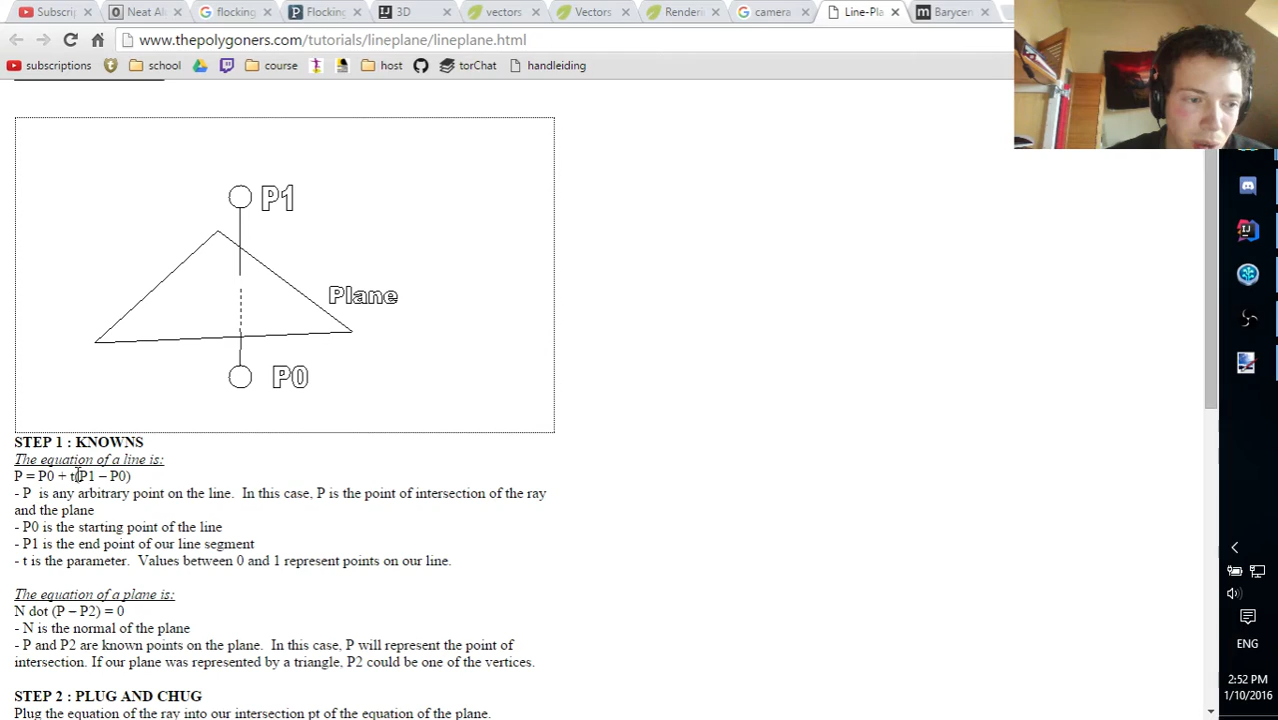 Subscrip
Neat Al
flocking
Flocking
3D
vectors
Vectors
Renderi
camera
Line-Pla
Baryce
www.thepolygoners.com/tutorials/lineplane/lineplane.html
subscriptions
school
course
host
torChat
handleiding
P1
Plane
P0
STEP 1 : KNOWNS
The equation of a line is:
P = P0 + t(P1 – P0)
- P  is any arbitrary point on the line.  In this case, P is the point of intersection of the ray
and the plane
- P0 is the starting point of the line
- P1 is the end point of our line segment
- t is the parameter.  Values between 0 and 1 represent points on our line.
The equation of a plane is:
N dot (P – P2) = 0
- N is the normal of the plane
- P and P2 are known points on the plane.  In this case, P will represent the point of
intersection. If our plane was represented by a triangle, P2 could be one of the vertices.
STEP 2 : PLUG AND CHUG
Plug the equation of the ray into our intersection pt of the equation of the plane.
ENG
2:52 PM
1/10/2016